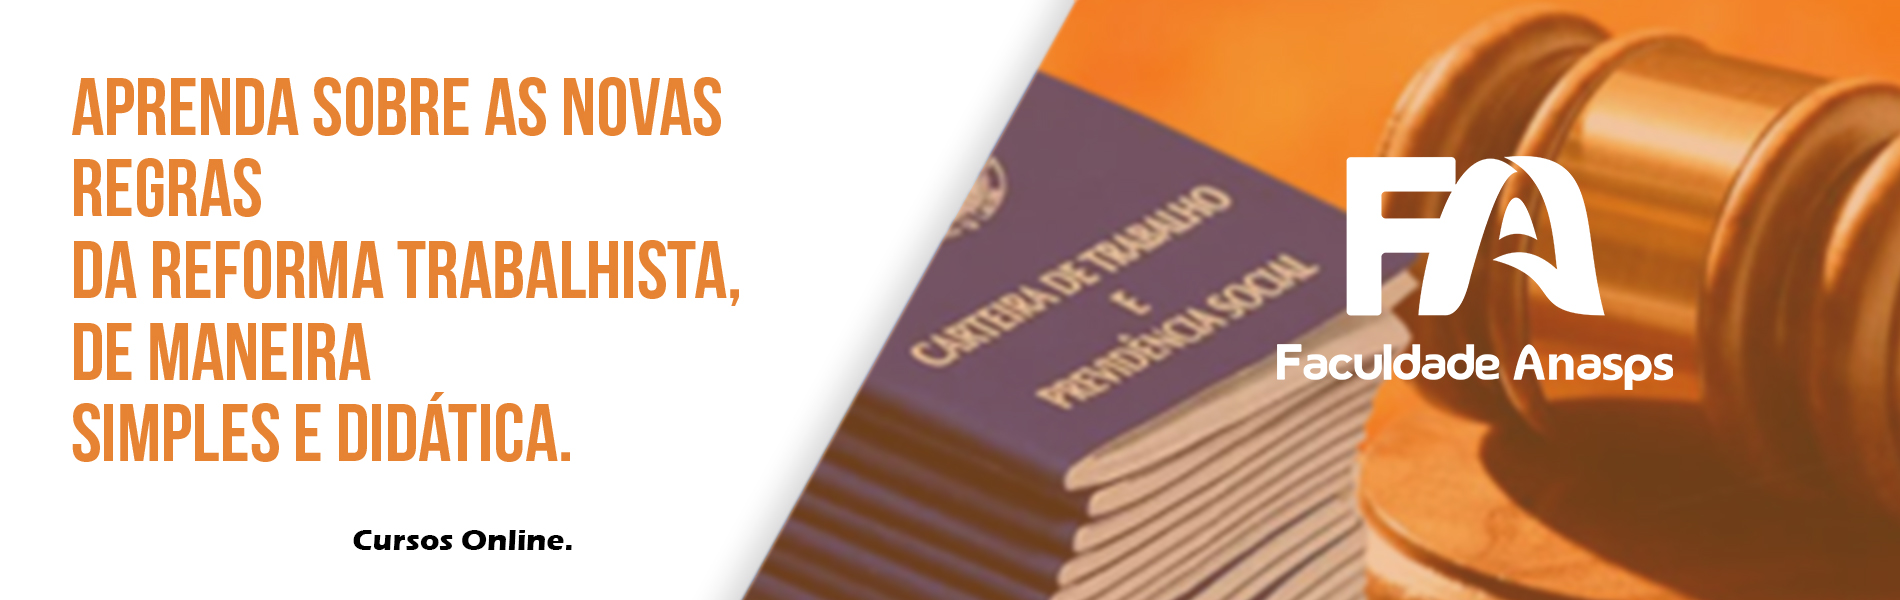 APRENDA SOBRE AS NOVAS
REGRAS
DA REFORMA TRABALHISTA,
DE MANEIRA
SIMPLES E DIDÁTICA.
Cursos Online.
CARTEIRA DE TRABALHO
E
PREVIDÊNCIA SOCIAL
FA
Faculdade Anasps